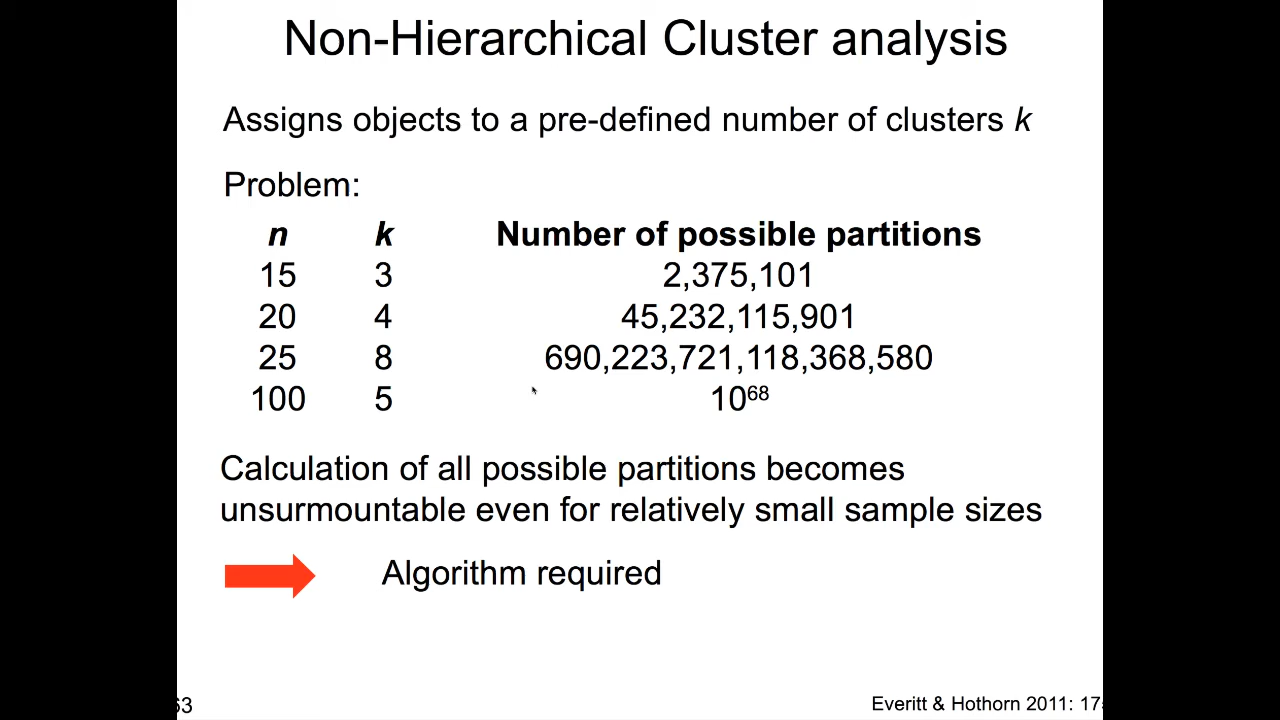 Non-Hierarchical Cluster analysis
Assigns objects to a pre-defined number of clusters k
Problem:
n k Number of possible partitions
15 3 2,375,101
20 4 45,232,115,901
25 8 690,223,721,118,368,580
100 5 10⁶⁸
Calculation of all possible partitions becomes
unsurmountable even for relatively small sample sizes
Algorithm required
Everitt & Hothorn 2011: